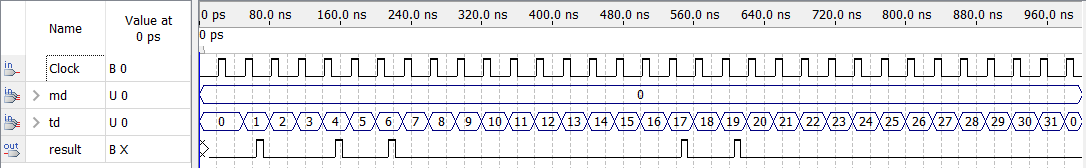 Name Value at 0 ps
0 ps 80.0 ns 160.0 ns 240.0 ns 320.0 ns 400.0 ns 480.0 ns 560.0 ns 640.0 ns 720.0 ns 800.0 ns 880.0 ns 960.0 ns
0 ps
in Clock B 0
in > md U 0 0
in > td U 0 0 1 2 3 4 5 6 7 8 9 10 11 12 13 14 15 16 17 18 19 20 21 22 23 24 25 26 27 28 29 30 31 0
out result B X